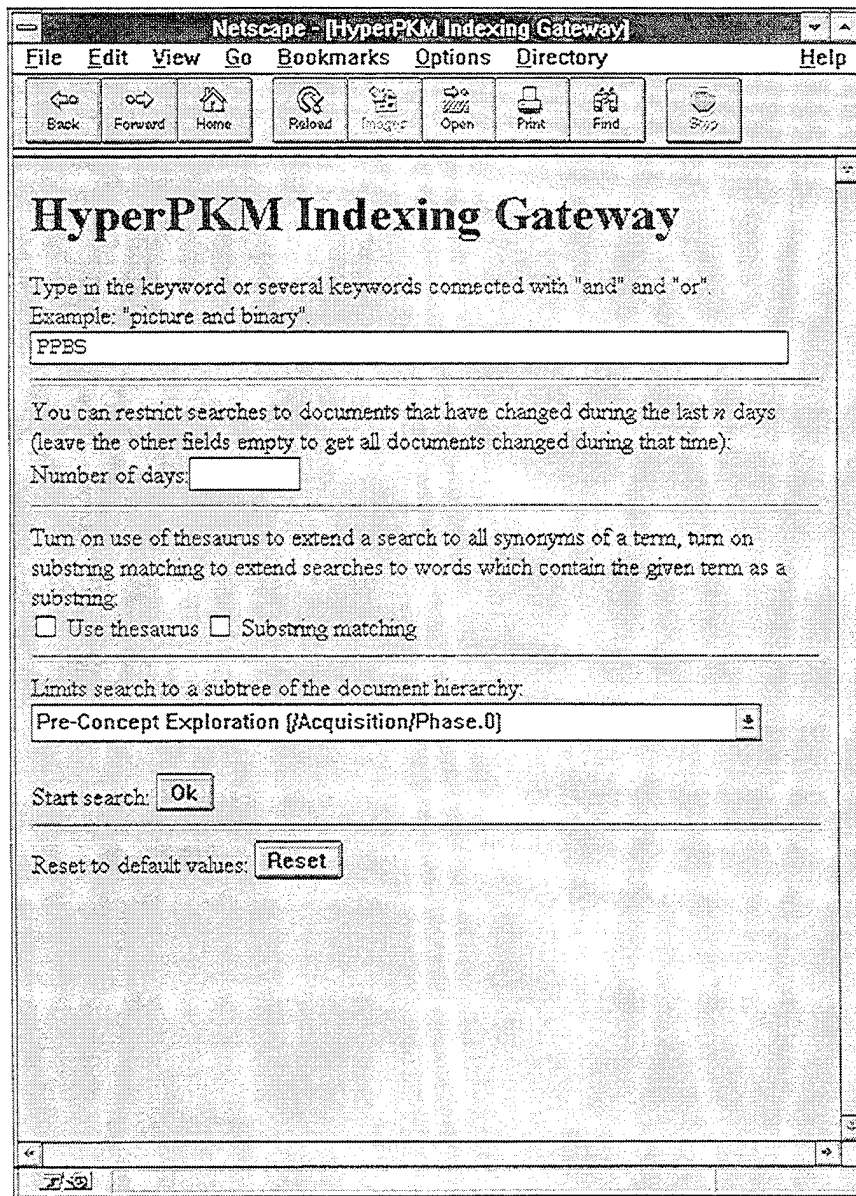 Netscape - [HyperPKM Indexing Gateway]
File Edit View Go Bookmarks Options Directory Help
Back Forward Home Reload Images Open Print Find Stop
HyperPKM Indexing Gateway
Type in the keyword or several keywords connected with "and" and "or".
Example: "picture and binary".
PPBS
You can restrict searches to documents that have changed during the last n days
(leave the other fields empty to get all documents changed during that time):
Number of days:
Turn on use of thesaurus to extend a search to all synonyms of a term, turn on
substring matching to extend searches to words which contain the given term as a
substring.
Use thesaurus Substring matching
Limits search to a subtree of the document hierarchy:
Pre-Concept Exploration [/Acquisition/Phase.0]
Start search: Ok
Reset to default values: Reset